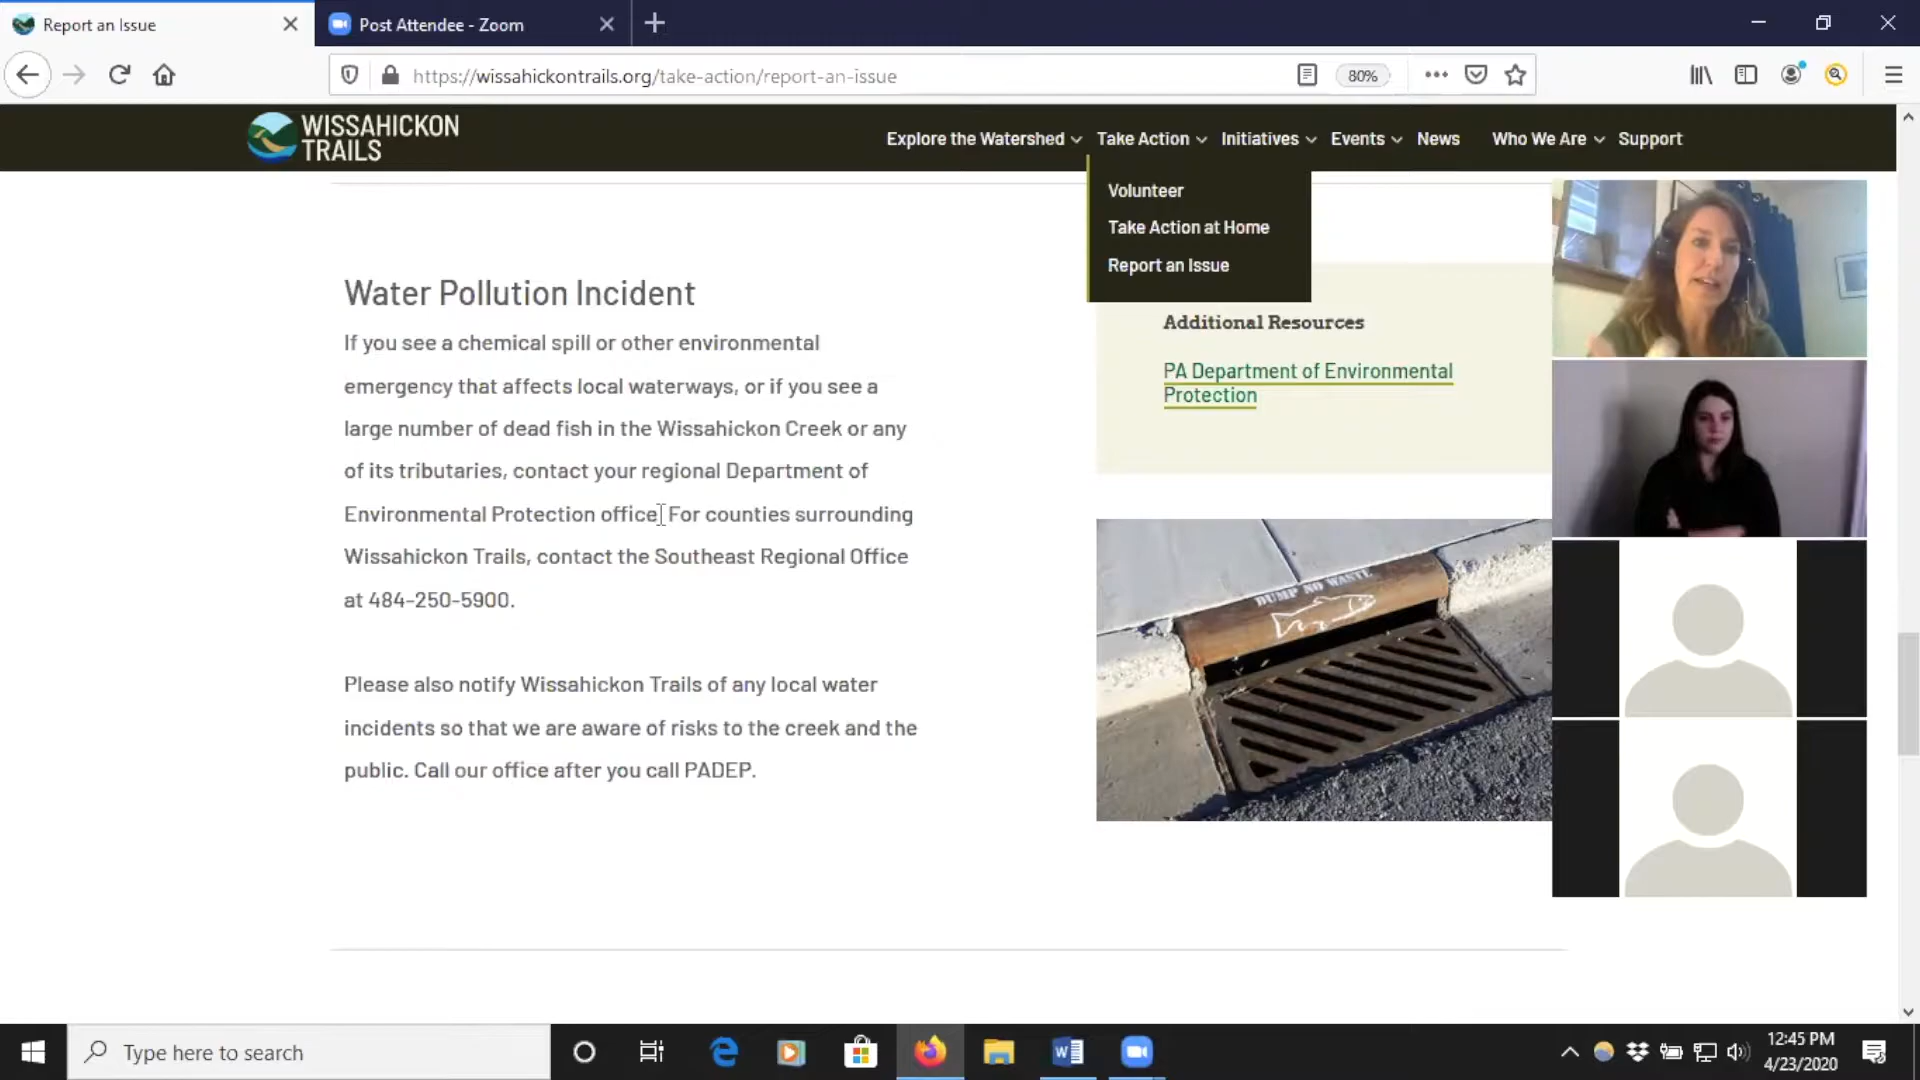 Report an Issue
Post Attendee - Zoom
https://wissahickontrails.org/take-action/report-an-issue
80%
WISSAHICKON
TRAILS
Explore the Watershed
Take Action
Initiatives
Events
News
Who We Are
Support
Volunteer
Take Action at Home
Report an Issue
Water Pollution Incident
If you see a chemical spill or other environmental
emergency that affects local waterways, or if you see a
large number of dead fish in the Wissahickon Creek or any
of its tributaries, contact your regional Department of
Environmental Protection office. For counties surrounding
Wissahickon Trails, contact the Southeast Regional Office
at 484-250-5900.
Please also notify Wissahickon Trails of any local water
incidents so that we are aware of risks to the creek and the
public. Call our office after you call PADEP.
Additional Resources
PA Department of Environmental
Protection
DUMP NO WASTE
Type here to search
12:45 PM
4/23/2020